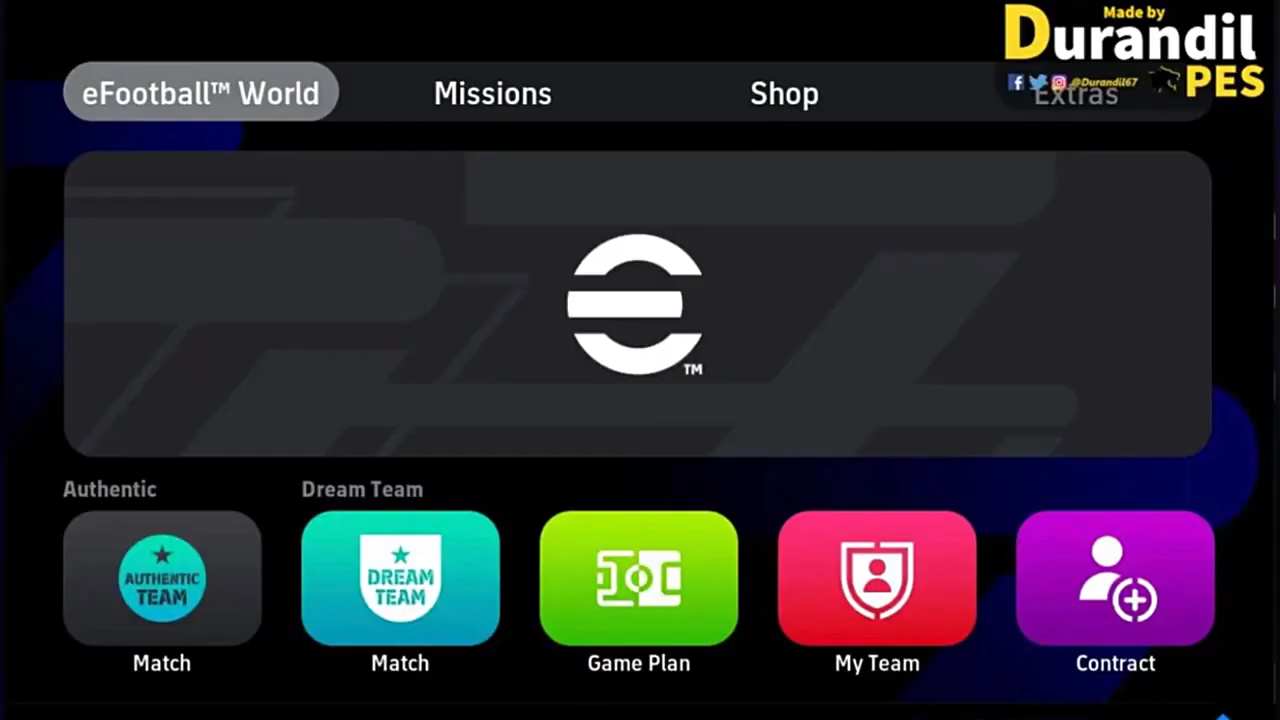 Made by
Durandil
PES
@Durandil67
eFootball™ World
Missions
Shop
Extras
TM
Authentic
Dream Team
AUTHENTIC
TEAM
DREAM
TEAM
Match
Match
Game Plan
My Team
Contract